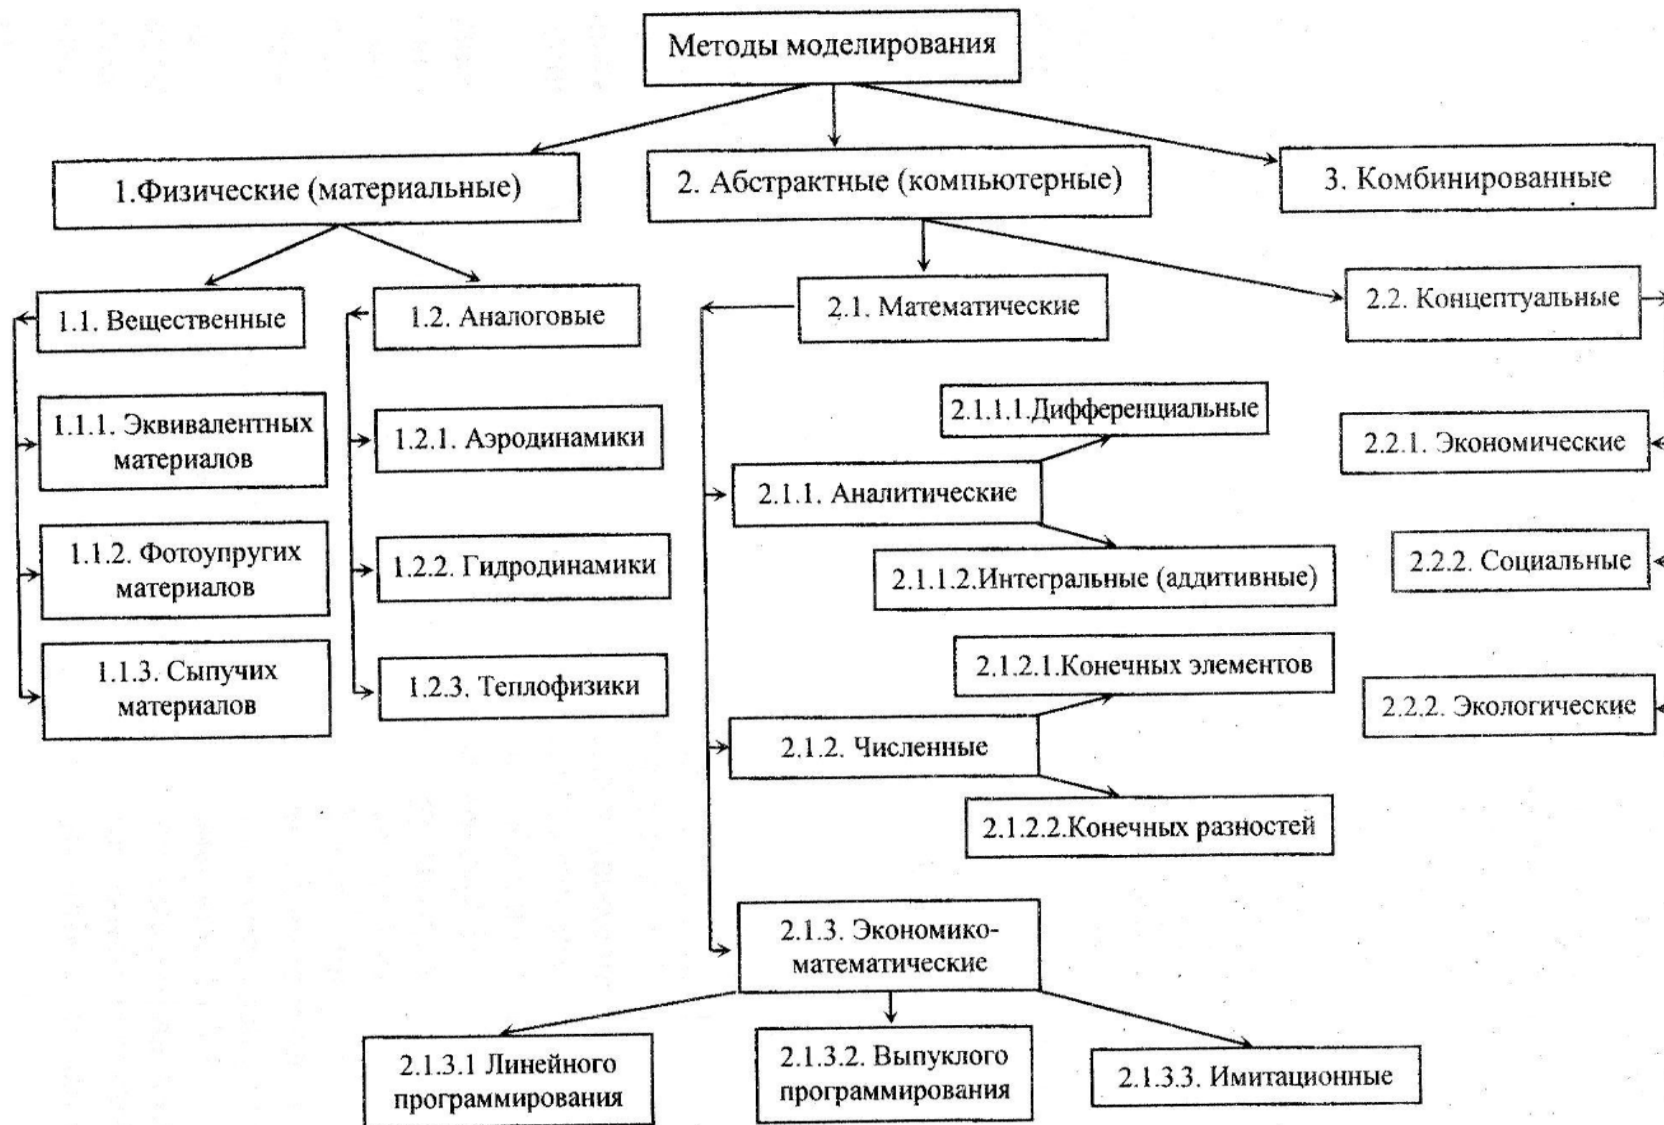 Методы моделирования
1.Физические (материальные)
2. Абстрактные (компьютерные)
3. Комбинированные
1.1. Вещественные
1.2. Аналоговые
2.1. Математические
2.2. Концептуальные
1.1.1. Эквивалентных
материалов
1.1.2. Фотоупругих
материалов
1.1.3. Сыпучих
материалов
1.2.1. Аэродинамики
1.2.2. Гидродинамики
1.2.3. Теплофизики
2.1.1. Аналитические
2.1.1.1.Дифференциальные
2.1.1.2.Интегральные (аддитивные)
2.1.2. Численные
2.1.2.1.Конечных элементов
2.1.2.2.Конечных разностей
2.1.3. Экономико-
математические
2.1.3.1 Линейного
программирования
2.1.3.2. Выпуклого
программирования
2.1.3.3. Имитационные
2.2.1. Экономические
2.2.2. Социальные
2.2.2. Экологические